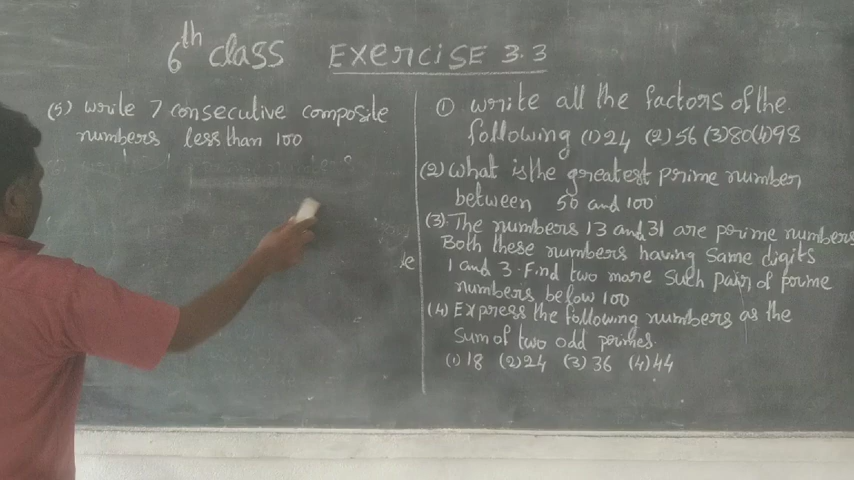 6th class Exercise 3.3
(5) write 7 consecutive composite
numbers less than 100
① write all the factors of the
following (1) 24 (2) 56 (3) 80 (4) 98
(2) What is the greatest prime number
between 50 and 100
(3). The numbers 13 and 31 are prime numbers
Both these numbers having same digits
1 and 3. Find two more such pair of prime
numbers below 100
(4) Express the following numbers as the
sum of two odd primes.
(1) 18 (2) 24 (3) 36 (4) 44